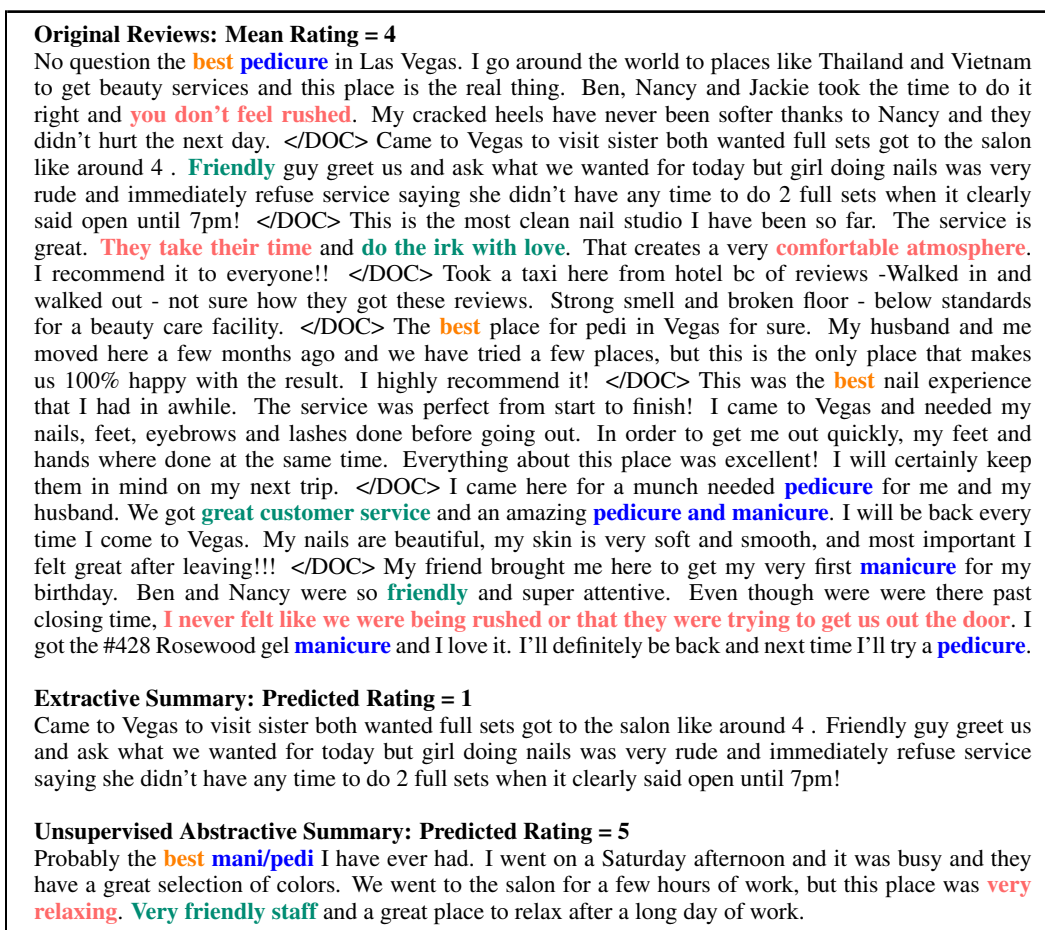 Original Reviews: Mean Rating = 4
No question the best pedicure in Las Vegas. I go around the world to places like Thailand and Vietnam
to get beauty services and this place is the real thing. Ben, Nancy and Jackie took the time to do it
right and you don't feel rushed. My cracked heels have never been softer thanks to Nancy and they
didn't hurt the next day. </DOC> Came to Vegas to visit sister both wanted full sets got to the salon
like around 4 . Friendly guy greet us and ask what we wanted for today but girl doing nails was very
rude and immediately refuse service saying she didn't have any time to do 2 full sets when it clearly
said open until 7pm! </DOC> This is the most clean nail studio I have been so far. The service is
great. They take their time and do the irk with love. That creates a very comfortable atmosphere.
I recommend it to everyone!! </DOC> Took a taxi here from hotel bc of reviews -Walked in and
walked out - not sure how they got these reviews. Strong smell and broken floor - below standards
for a beauty care facility. </DOC> The best place for pedi in Vegas for sure. My husband and me
moved here a few months ago and we have tried a few places, but this is the only place that makes
us 100% happy with the result. I highly recommend it! </DOC> This was the best nail experience
that I had in awhile. The service was perfect from start to finish! I came to Vegas and needed my
nails, feet, eyebrows and lashes done before going out. In order to get me out quickly, my feet and
hands where done at the same time. Everything about this place was excellent! I will certainly keep
them in mind on my next trip. </DOC> I came here for a munch needed pedicure for me and my
husband. We got great customer service and an amazing pedicure and manicure. I will be back every
time I come to Vegas. My nails are beautiful, my skin is very soft and smooth, and most important I
felt great after leaving!!! </DOC> My friend brought me here to get my very first manicure for my
birthday. Ben and Nancy were so friendly and super attentive. Even though were were there past
closing time, I never felt like we were being rushed or that they were trying to get us out the door. I
got the #428 Rosewood gel manicure and I love it. I'll definitely be back and next time I'll try a pedicure.
Extractive Summary: Predicted Rating = 1
Came to Vegas to visit sister both wanted full sets got to the salon like around 4 . Friendly guy greet us
and ask what we wanted for today but girl doing nails was very rude and immediately refuse service
saying she didn't have any time to do 2 full sets when it clearly said open until 7pm!
Unsupervised Abstractive Summary: Predicted Rating = 5
Probably the best mani/pedi I have ever had. I went on a Saturday afternoon and it was busy and they
have a great selection of colors. We went to the salon for a few hours of work, but this place was very
relaxing. Very friendly staff and a great place to relax after a long day of work.